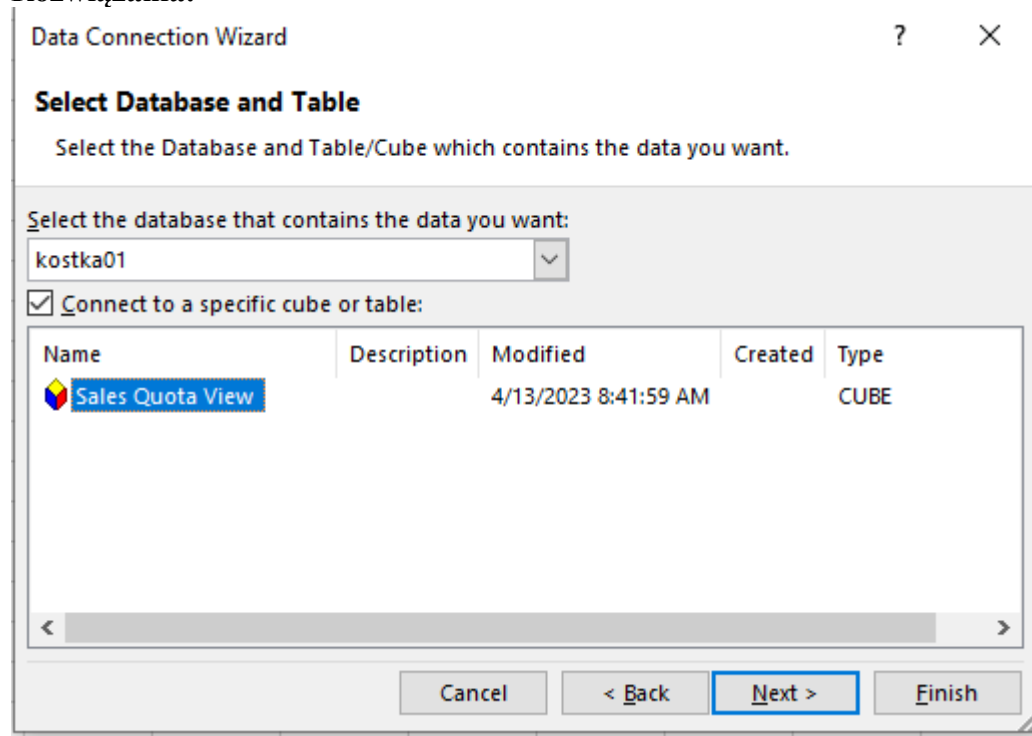 Data Connection Wizard ?
Select Database and Table
Select the Database and Table/Cube which contains the data you want.
Select the database that contains the data you want:
kostka01
Connect to a specific cube or table:
Name Description Modified Created Type
Sales Quota View 4/13/2023 8:41:59 AM CUBE
Cancel < Back Next > Finish